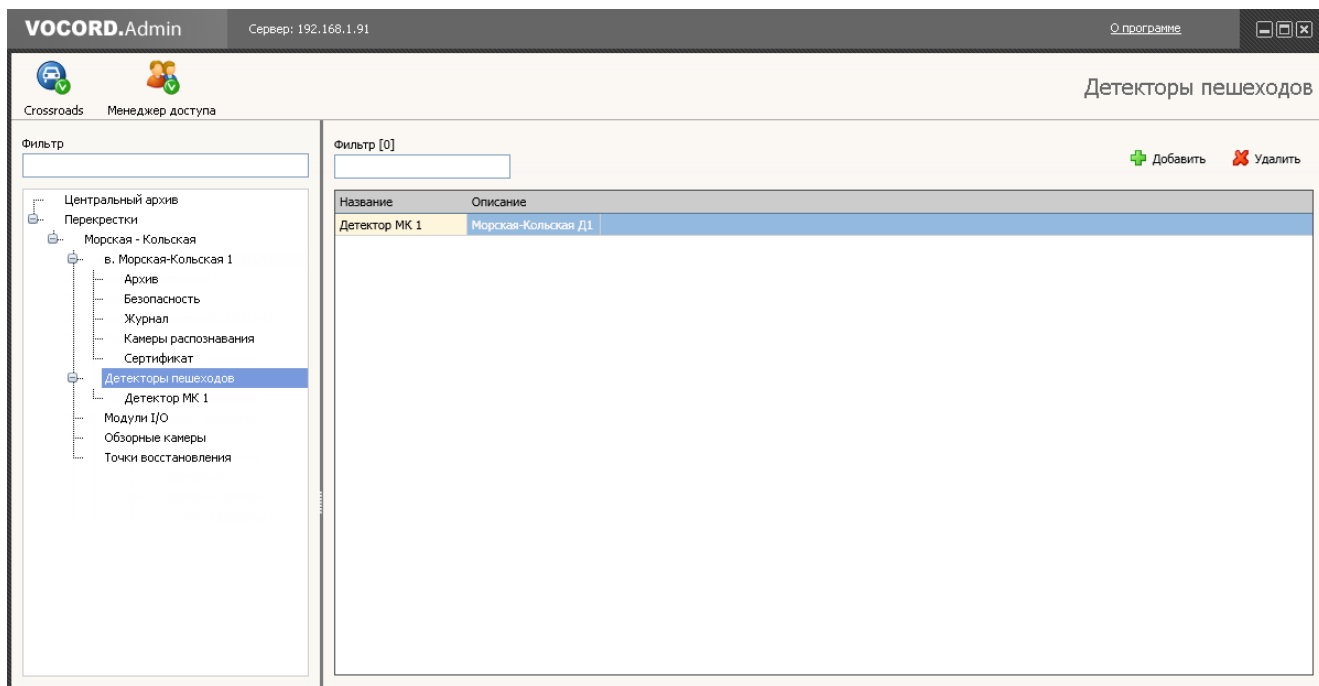 VOCORD.Admin Сервер: 192.168.1.91 О программе
Crossroads Менеджер доступа
Детекторы пешеходов
Фильтр
Центральный архив
Перекрестки
Морская - Кольская
в. Морская-Кольская 1
Архив
Безопасность
Журнал
Камеры распознавания
Сертификат
Детекторы пешеходов
Детектор МК 1
Модули I/O
Обзорные камеры
Точки восстановления
Фильтр [0]
Добавить Удалить
Название Описание
Детектор МК 1 Морская-Кольская Д1